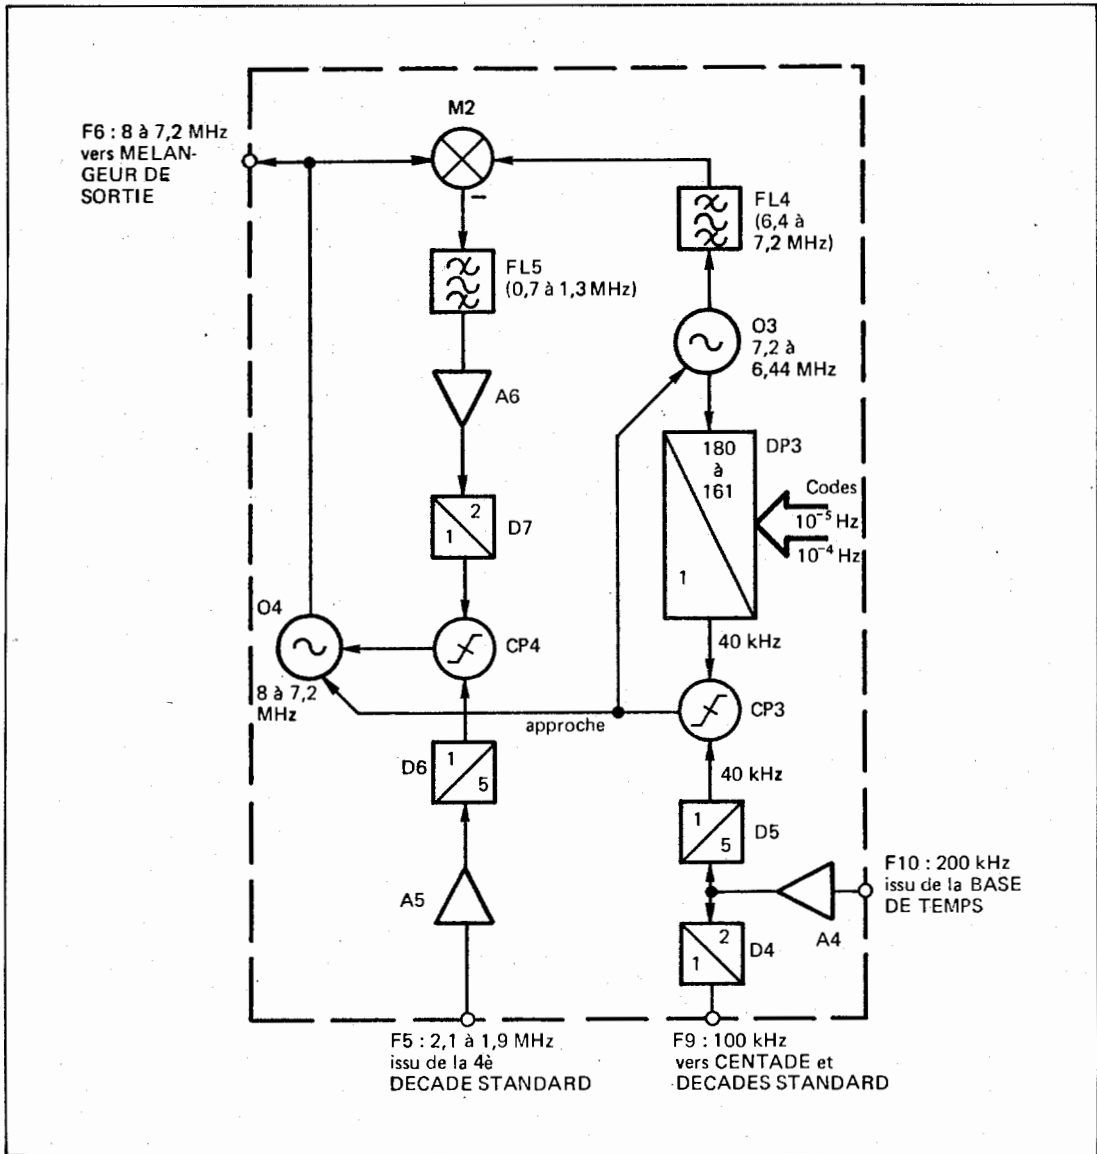 M2
F6 : 8 à 7,2 MHz
vers MELAN-
GEUR DE
SORTIE
−
FL4
(6,4 à
7,2 MHz)
FL5
(0,7 à 1,3 MHz)
O3
7,2 à
6,44 MHz
A6
180
à
161
1
DP3
Codes
10⁻⁵ Hz
10⁻⁴ Hz
2
1
D7
O4
8 à 7,2
MHz
CP4
40 kHz
CP3
approche
40 kHz
D6
1
5
1
5
D5
A5
F10 : 200 kHz
issu de la BASE
DE TEMPS
A4
2
1
D4
F5 : 2,1 à 1,9 MHz
issu de la 4è
DECADE STANDARD
F9 : 100 kHz
vers CENTADE et
DECADES STANDARD